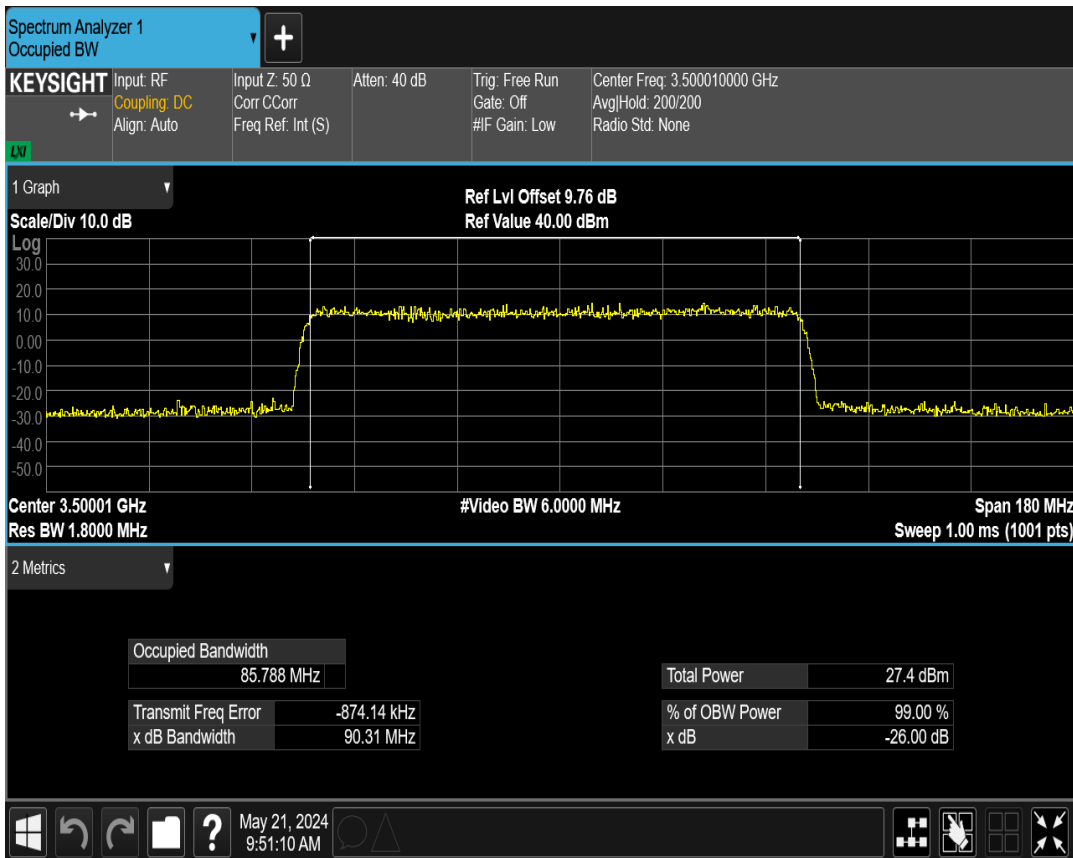 Spectrum Analyzer 1
Occupied BW
KEYSIGHT
LXI
Input: RF
Coupling: DC
Align: Auto
Input Z: 50 Ω
Corr CCorr
Freq Ref: Int (S)
Atten: 40 dB
Trig: Free Run
Gate: Off
#IF Gain: Low
Center Freq: 3.500010000 GHz
Avg|Hold: 200/200
Radio Std: None
1 Graph
Ref Lvl Offset 9.76 dB
Scale/Div 10.0 dB
Ref Value 40.00 dBm
Log
30.0
20.0
10.0
0.00
-10.0
-20.0
-30.0
-40.0
-50.0
Center 3.50001 GHz
#Video BW 6.0000 MHz
Span 180 MHz
Res BW 1.8000 MHz
Sweep 1.00 ms (1001 pts)
2 Metrics
Occupied Bandwidth
85.788 MHz
Transmit Freq Error -874.14 kHz
x dB Bandwidth 90.31 MHz
Total Power 27.4 dBm
% of OBW Power 99.00 %
x dB -26.00 dB
?
May 21, 2024
9:51:10 AM